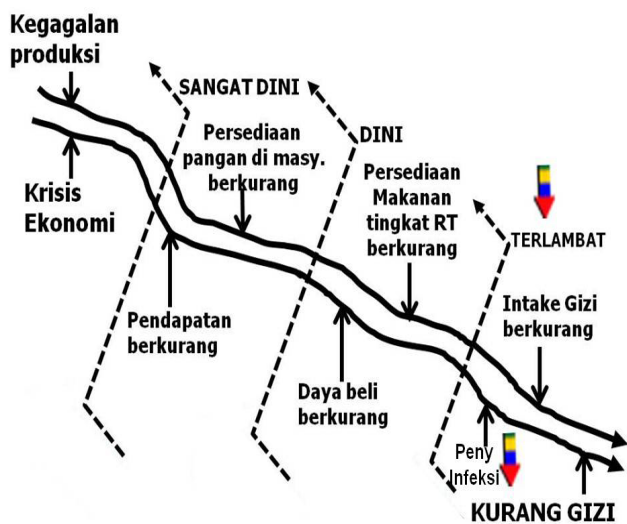 Kegagalan
produksi
SANGAT DINI
Persediaan
pangan di masy.
berkurang
DINI
Persediaan
Makanan
tingkat RT
berkurang
TERLAMBAT
Krisis
Ekonomi
Pendapatan
berkurang
Intake Gizi
berkurang
Daya beli
berkurang
Peny
Infeksi
KURANG GIZI